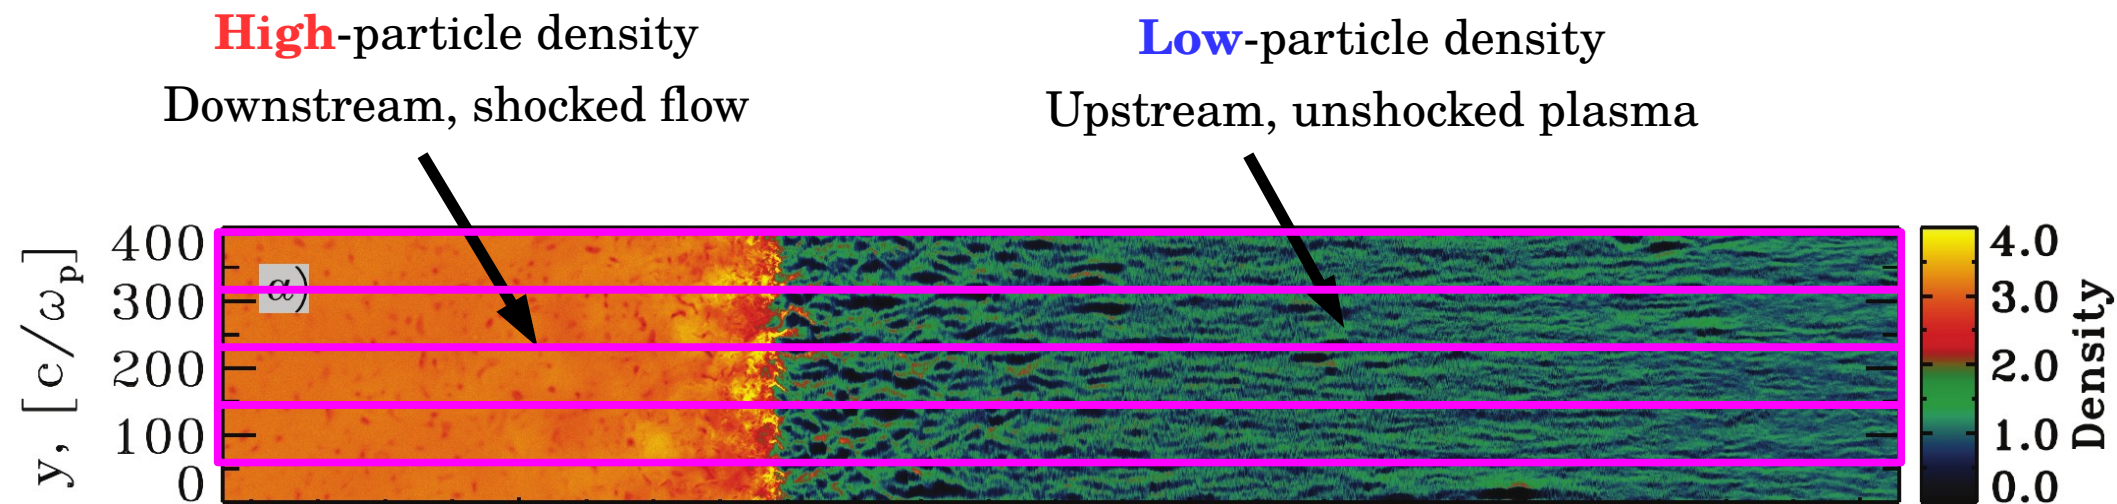 High-particle density
Downstream, shocked flow
Low-particle density
Upstream, unshocked plasma
y, [c/ωp]
400
300
200
100
0
a)
4.0
3.0
2.0
1.0
0.0
Density